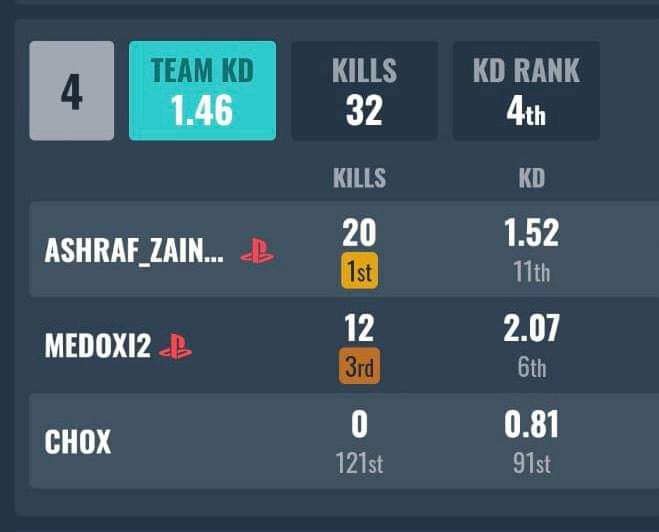 4
TEAM KD KILLS KD RANK
1.46 32 4th
KILLS KD
ASHRAF_ZAIN... 20 1.52
1st 11th
MEDOXI2 12 2.07
3rd 6th
CHOX 0 0.81
121st 91st